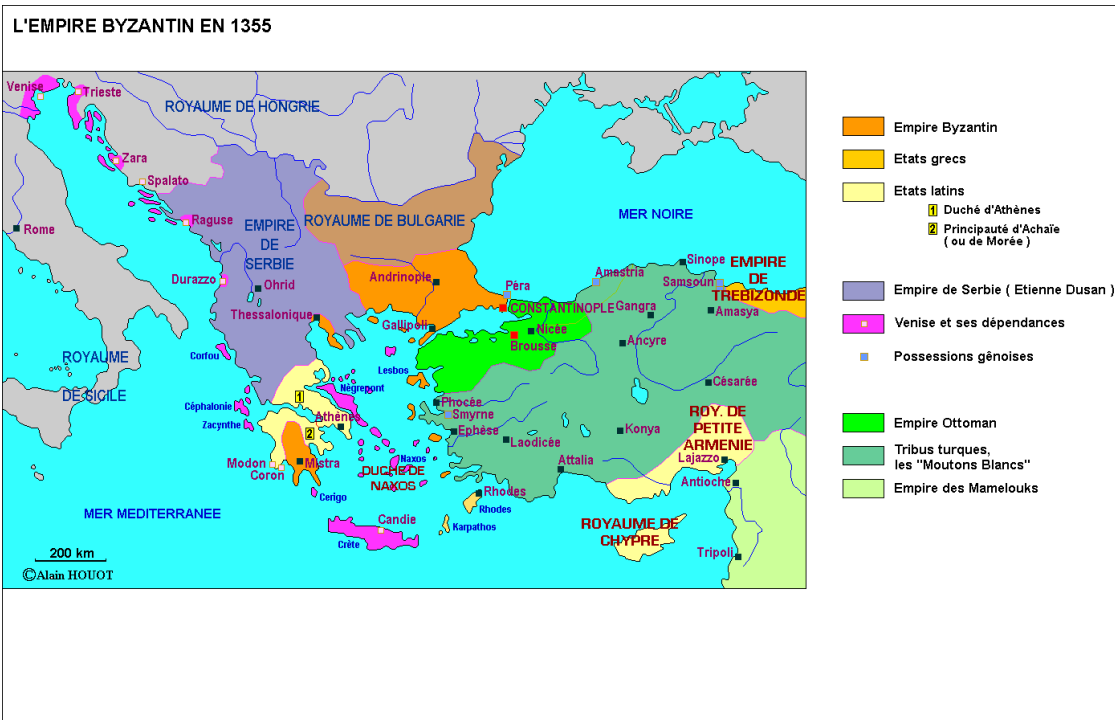 L'EMPIRE BYZANTIN EN 1355
Venise
Trieste
ROYAUME DE HONGRIE
Zara
Spalato
Raguse
Rome
EMPIRE
DE
SERBIE
ROYAUME DE BULGARIE
MER NOIRE
Durazzo
Ohrid
Andrinople
Péra
CONSTANTINOPLE
Amestria
Sinope
Samsoun
EMPIRE
DE
TREBIZONDE
Thessalonique
Gallipoli
Nicée
Brousse
Gangra
Amasya
Ancyre
ROYAUME
DE SICILE
Corfou
Lesbos
Négrepont
Céphalonie
Zacynthe
1
Athènes
2
Mistra
Modon
Coron
Phocée
Smyrne
Ephèse
Laodicée
Konya
Césarée
ROY. DE
PETITE
ARMENIE
Lajazzo
Antioche
Attalia
Naxos
DUCHE DE
NAXOS
Cerigo
Rhodes
Rhodes
Karpathos
MER MEDITERRANEE
Candie
Crète
ROYAUME DE
CHYPRE
Tripoli
200 km
©Alain HOUOT
Empire Byzantin
Etats grecs
Etats latins
1 Duché d'Athènes
2 Principauté d'Achaïe
( ou de Morée )
Empire de Serbie ( Etienne Dusan )
Venise et ses dépendances
Possessions gênoises
Empire Ottoman
Tribus turques,
les "Moutons Blancs"
Empire des Mamelouks